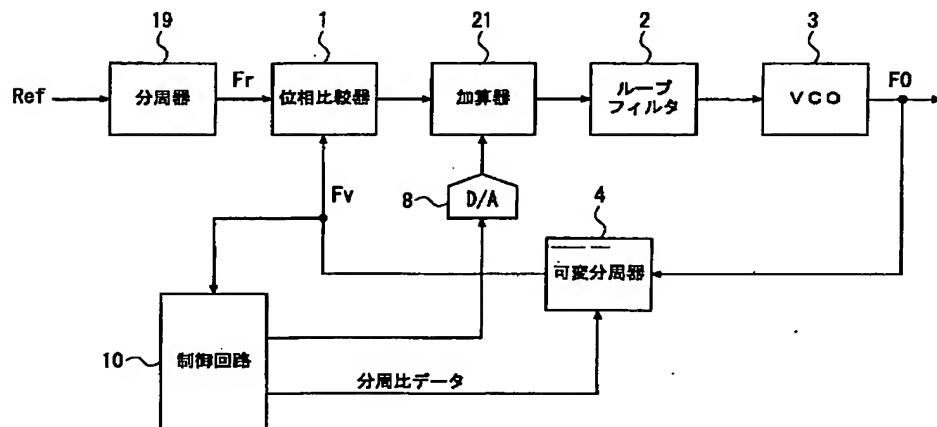 19
1
21
2
3
Ref
分周器
Fr
位相比較器
加算器
ループ
フィルタ
VCO
F0
Fv
8
D/A
4
可変分周器
10
制御回路
分周比データ